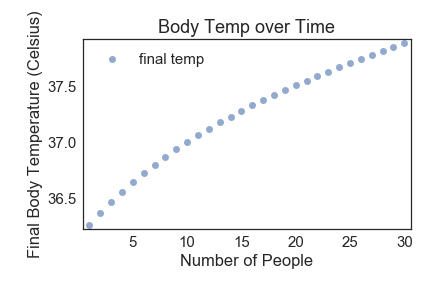 Body Temp over Time
final temp
Final Body Temperature (Celsius)
37.5
37.0
36.5
5 10 15 20 25 30
Number of People